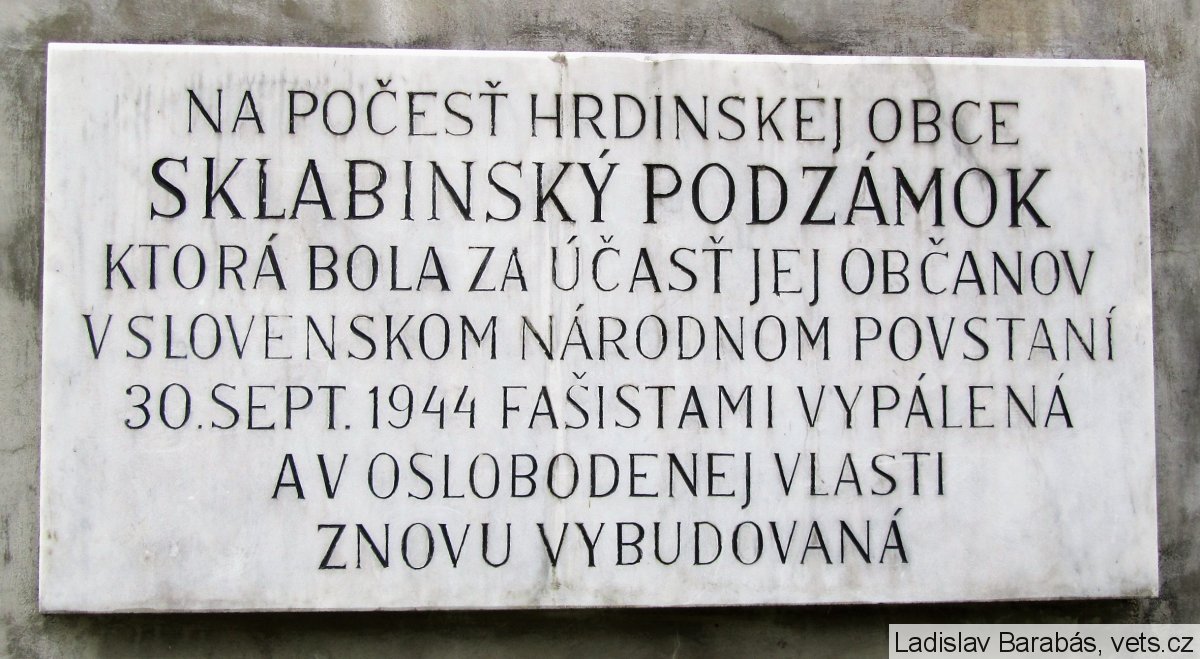 NA POČESŤ HRDINSKEJ OBCE
SKLABINSKÝ PODZÁMOK
KTORÁ BOLA ZA ÚČASŤ JEJ OBČANOV
V SLOVENSKOM NÁRODNOM POVSTANÍ
30. SEPT. 1944 FAŠISTAMI VYPÁLENÁ
A V OSLOBODENEJ VLASTI
ZNOVU VYBUDOVANÁ
Ladislav Barabás, vets.cz